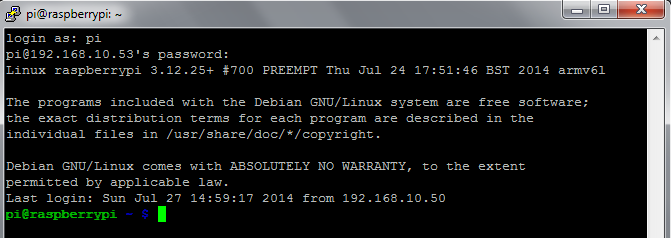 pi@raspberrypi: ~
login as: pi
pi@192.168.10.53's password:
Linux raspberrypi 3.12.25+ #700 PREEMPT Thu Jul 24 17:51:46 BST 2014 armv6l
The programs included with the Debian GNU/Linux system are free software;
the exact distribution terms for each program are described in the
individual files in /usr/share/doc/*/copyright.
Debian GNU/Linux comes with ABSOLUTELY NO WARRANTY, to the extent
permitted by applicable law.
Last login: Sun Jul 27 14:59:17 2014 from 192.168.10.50
pi@raspberrypi ~ $